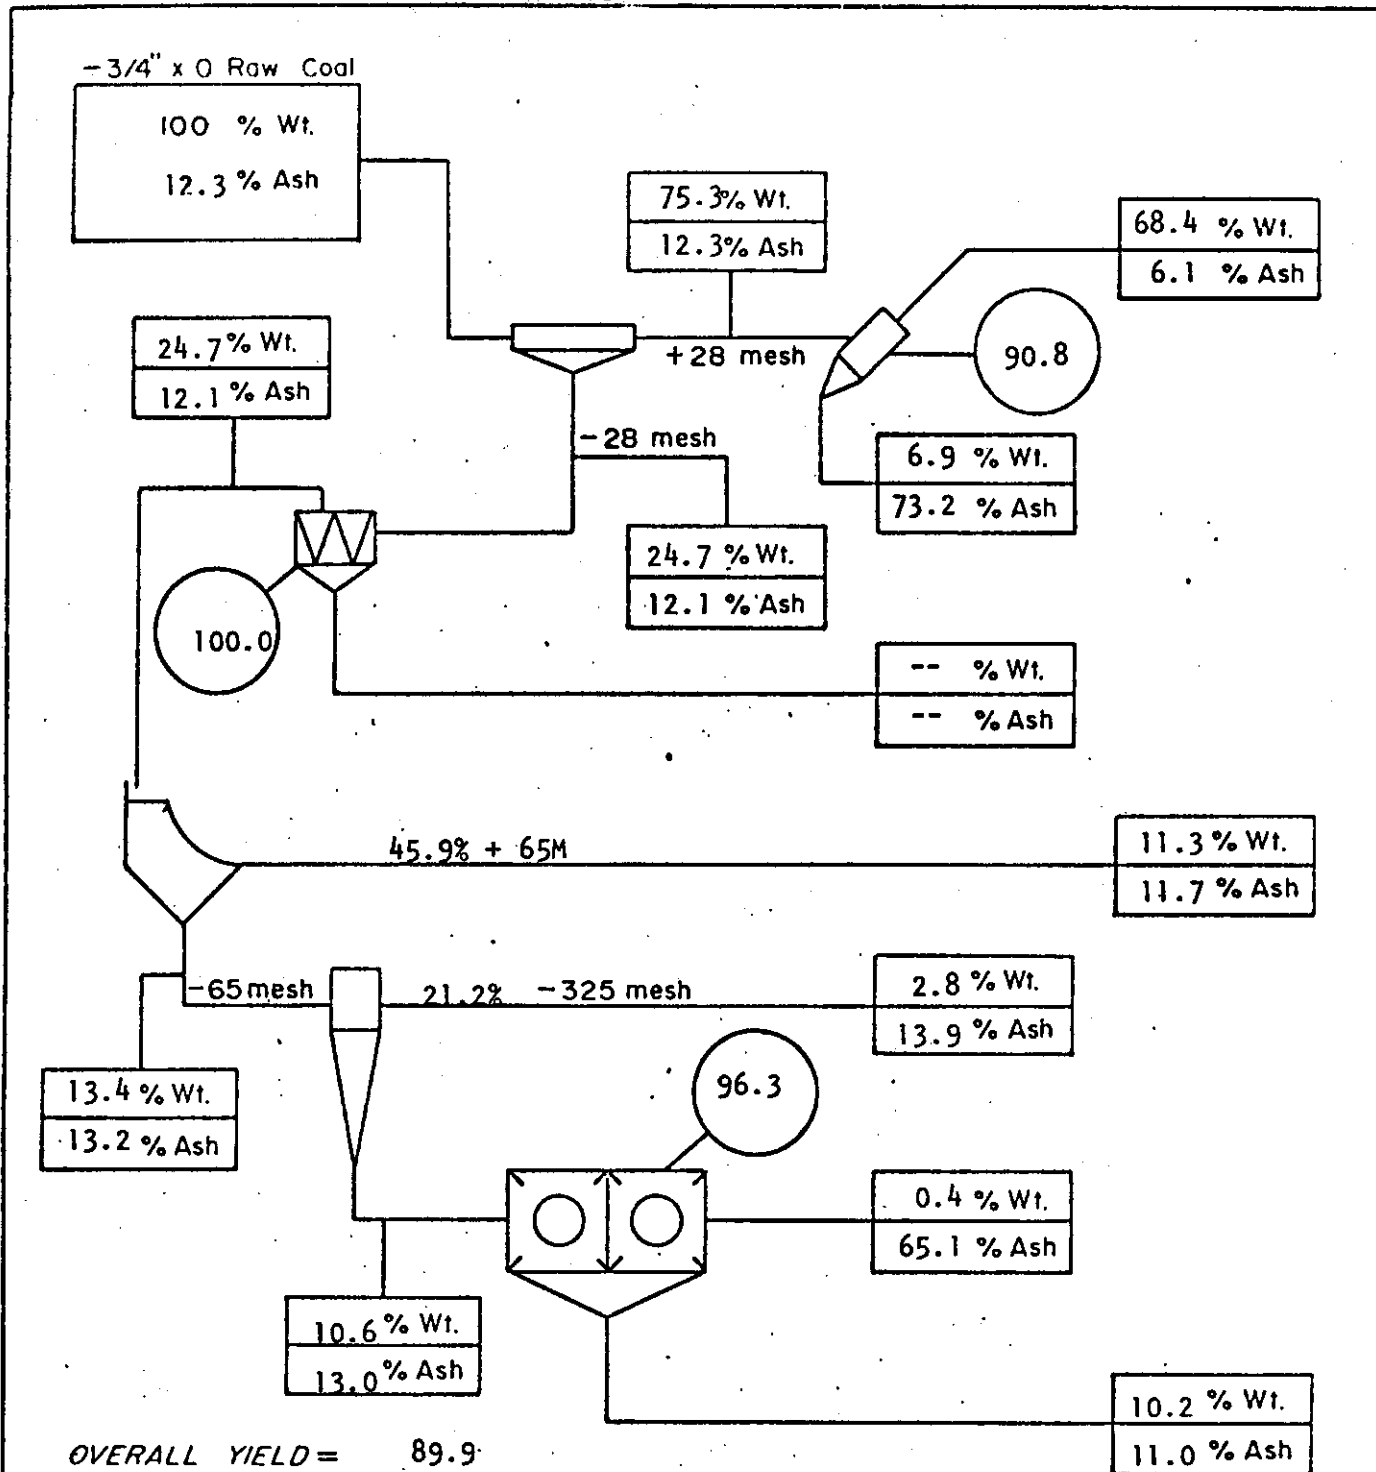 -3/4" x 0 Raw Coal
100 % Wt.
12.3 % Ash
75.3% Wt.
12.3% Ash
68.4 % Wt.
6.1 % Ash
24.7 % Wt.
12.1 % Ash
+28 mesh
90.8
-28 mesh
6.9 % Wt.
73.2 % Ash
24.7 % Wt.
12.1 % Ash
100.0
-- % Wt.
-- % Ash
45.9% + 65M
11.3 % Wt.
11.7 % Ash
-65 mesh
21.2% -325 mesh
2.8 % Wt.
13.9 % Ash
13.4 % Wt.
13.2 % Ash
96.3
0.4 % Wt.
65.1 % Ash
10.6 % Wt.
13.0 % Ash
10.2 % Wt.
11.0 % Ash
OVERALL YIELD = 89.9